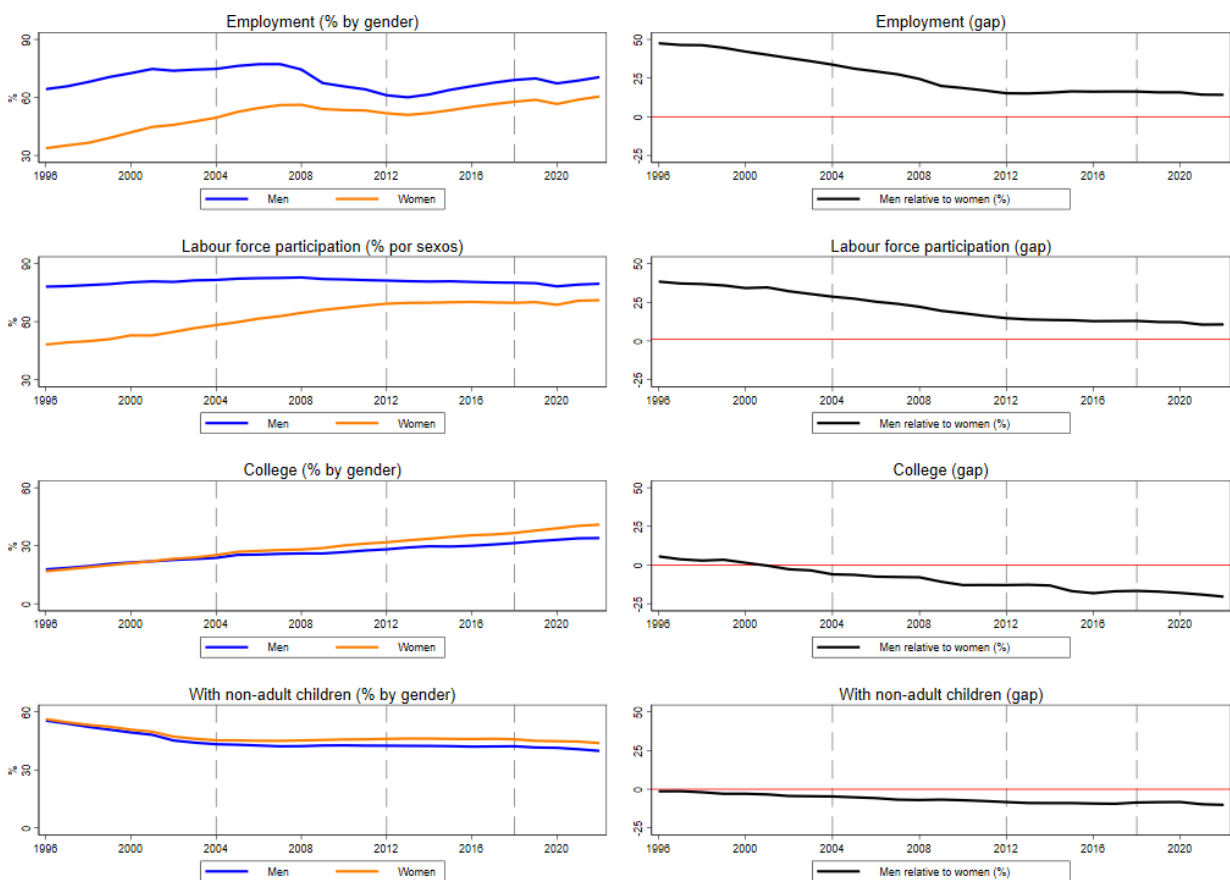 Employment (% by gender)
90
60
30
%
1996 2000 2004 2008 2012 2016 2020
Men Women
Employment (gap)
50
25
0
-25
1996 2000 2004 2008 2012 2016 2020
Men relative to women (%)
Labour force participation (% por sexos)
90
60
30
%
1996 2000 2004 2008 2012 2016 2020
Men Women
Labour force participation (gap)
50
25
0
-25
1996 2000 2004 2008 2012 2016 2020
Men relative to women (%)
College (% by gender)
60
30
0
%
1996 2000 2004 2008 2012 2016 2020
Men Women
College (gap)
50
25
0
-25
1996 2000 2004 2008 2012 2016 2020
Men relative to women (%)
With non-adult children (% by gender)
60
30
0
%
1996 2000 2004 2008 2012 2016 2020
Men Women
With non-adult children (gap)
50
25
0
-25
1996 2000 2004 2008 2012 2016 2020
Men relative to women (%)